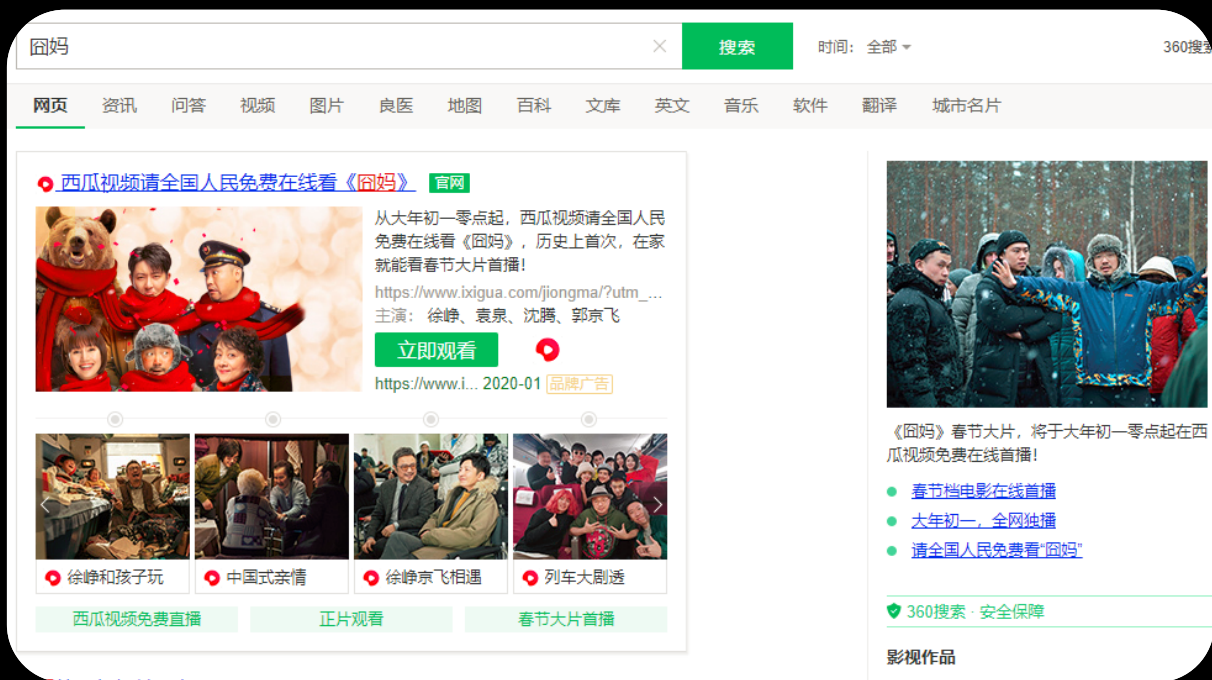 囧妈
搜索
时间： 全部
360搜索
网页 资讯 问答 视频 图片 良医 地图 百科 文库 英文 音乐 软件 翻译 城市名片
西瓜视频请全国人民免费在线看《囧妈》 官网
从大年初一零点起，西瓜视频请全国人民
免费在线看《囧妈》，历史上首次，在家
就能看春节大片首播！
https://www.ixigua.com/jiongma/?utm_...
主演： 徐峥、袁泉、沈腾、郭京飞
立即观看
https://www.i... 2020-01 品牌广告
徐峥和孩子玩
中国式亲情
徐峥京飞相遇
列车大剧透
西瓜视频免费直播
正片观看
春节大片首播
《囧妈》春节大片，将于大年初一零点起在西
瓜视频免费在线首播！
春节档电影在线首播
大年初一，全网独播
请全国人民免费看“囧妈”
360搜索 · 安全保障
影视作品